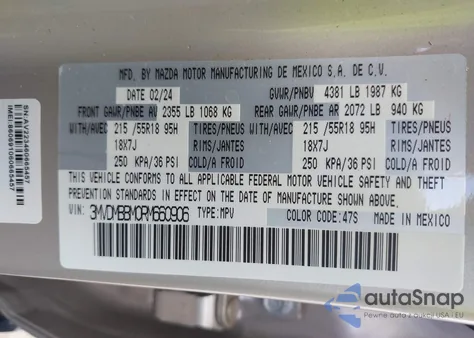 MFD. BY MAZDA MOTOR MANUFACTURING DE MEXICO S.A. DE C.V.
DATE 02/24 GVWR/PNBV 4381 LB 1987 KG
FRONT GAWR/PNBE AV 2355 LB 1068 KG REAR GAWR/PNBE AR 2072 LB 940 KG
WITH/AVEC 215 /55R18 95H TIRES/PNEUS WITH/AVEC 215 /55R18 95H TIRES/PNEUS
18X7J RIMS/JANTES 18X7J RIMS/JANTES
250 KPA/36 PSI COLD/A FROID 250 KPA/36 PSI COLD/A FROID
THIS VEHICLE CONFORMS TO ALL APPLICABLE FEDERAL MOTOR VEHICLE SAFETY AND THEFT
PREVENTION STANDARDS IN EFFECT ON THE DATE OF MANUFACTURE SHOWN
ABOVE.
VIN: 3MVDMBBM0RM660906 TYPE: MPV COLOR CODE: 47S MADE IN MEXICO
autoSnap
Pewne auto z aukcji USA i EU